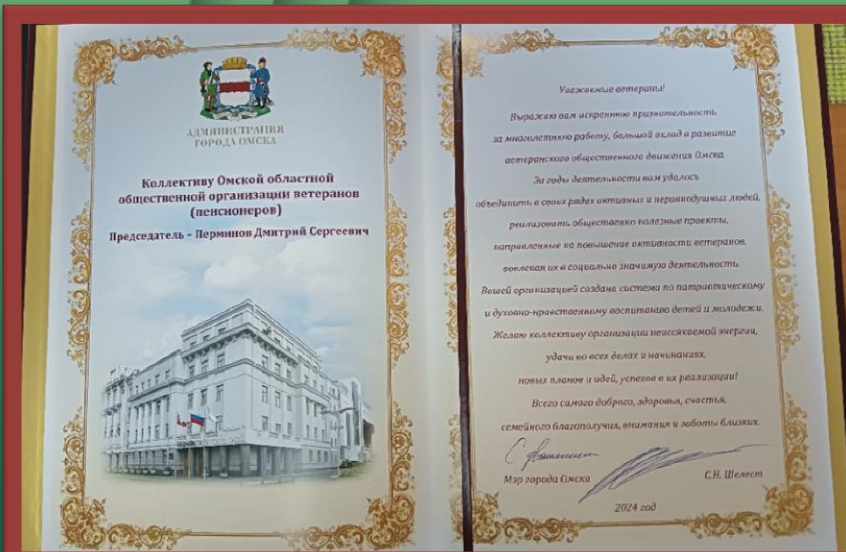 АДМИНИСТРАЦИЯ
ГОРОДА ОМСКА
Коллективу Омской областной
общественной организации ветеранов
(пенсионеров)
Председатель – Перминов Дмитрий Сергеевич
Уважаемые ветераны!
Выражаю вам искреннюю признательность
за многолетнюю работу, большой вклад в развитие
ветеранского общественного движения Омска.
За годы деятельности вам удалось
объединить в своих рядах активных и неравнодушных людей,
реализовать общественно полезные проекты,
направленные на повышение активности ветеранов,
вовлекая их в социально значимую деятельность.
Вашей организацией создана система по патриотическому
и духовно-нравственному воспитанию детей и молодежи.
Желаю коллективу организации неиссякаемой энергии,
удачи во всех делах и начинаниях,
новых планов и идей, успехов в их реализации!
Всего самого доброго, здоровья, счастья,
семейного благополучия, внимания и заботы близких.
С уважением
Мэр города Омска
С.Н. Шелест
2024 год